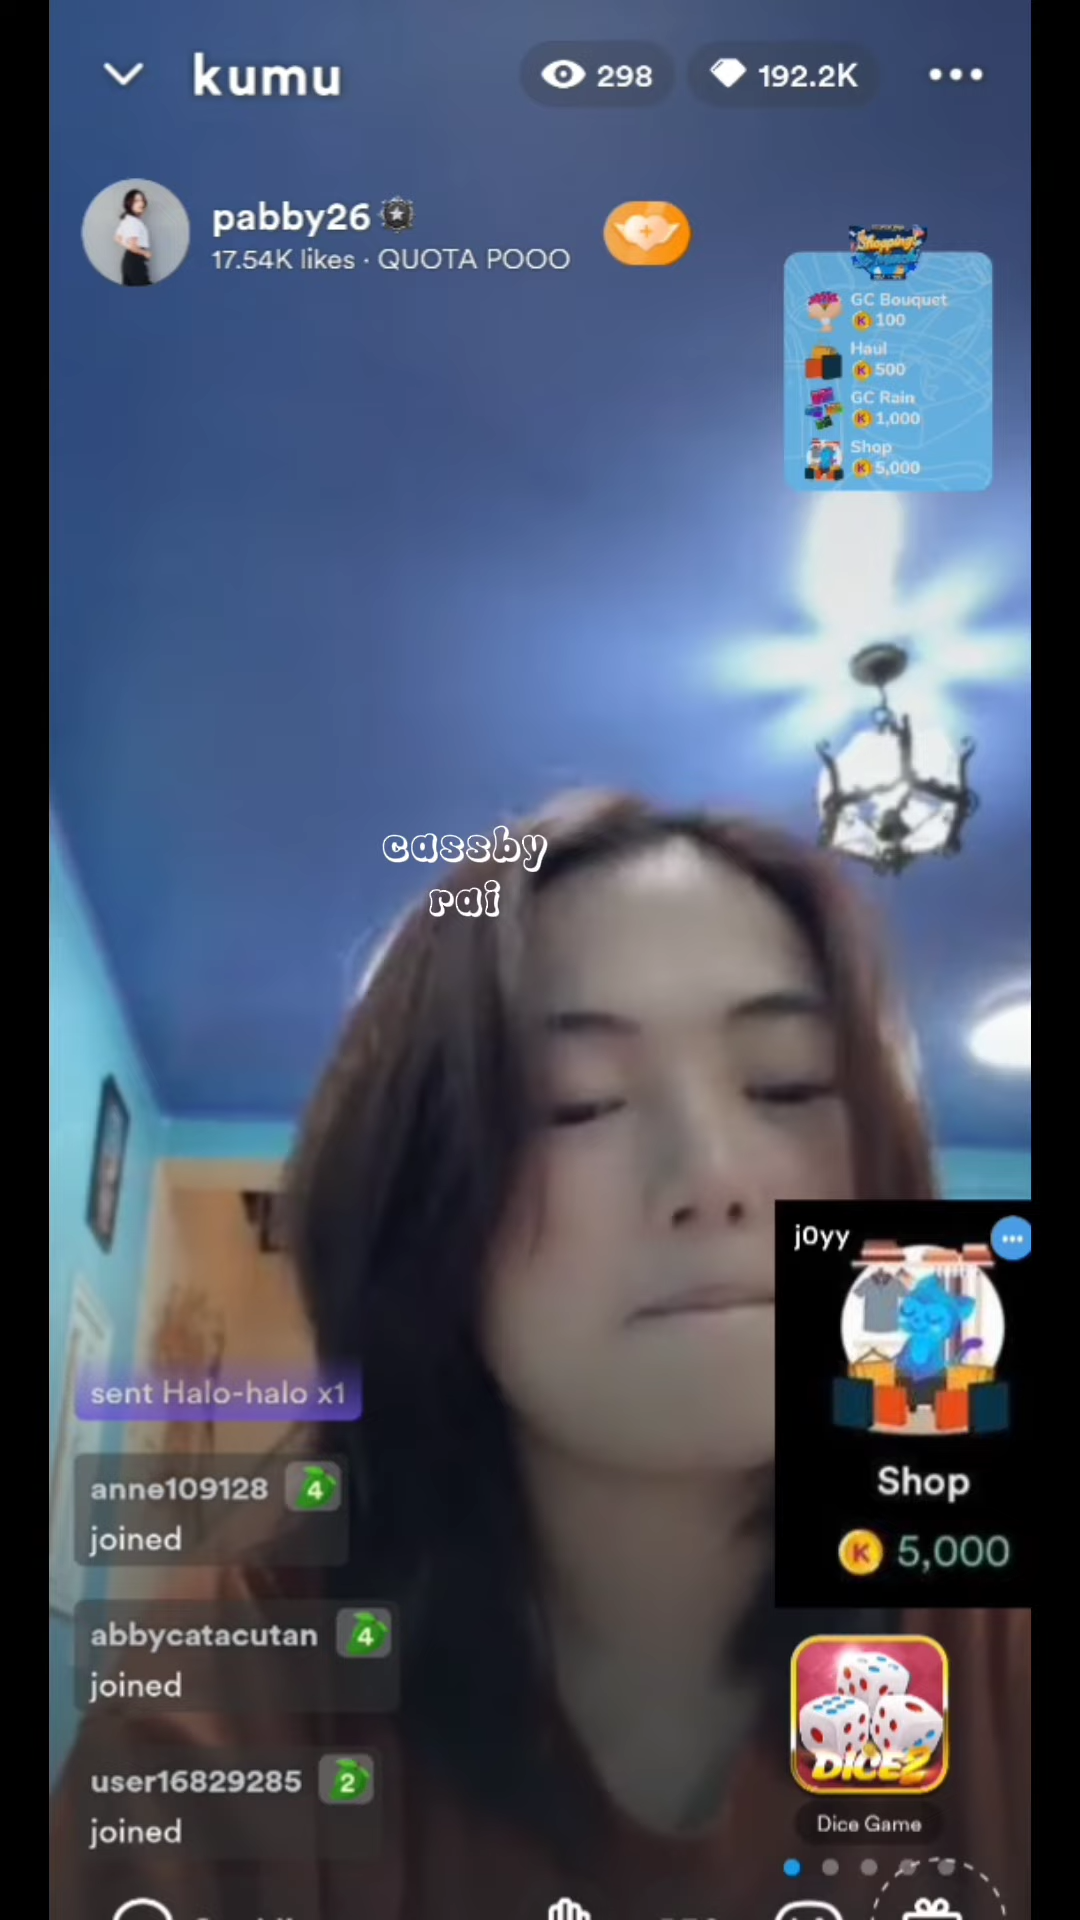 kumu
298
192.2K
pabby26
17.54K likes · QUOTA POOO
Shopping!
GC Bouquet
K 100
Haul
K 500
GC Rain
K 1,000
Shop
K 5,000
cassby
rai
j0yy
Shop
K 5,000
sent Halo-halo x1
anne109128 4
joined
abbycatacutan 4
joined
user16829285 2
joined
DICE2
Dice Game